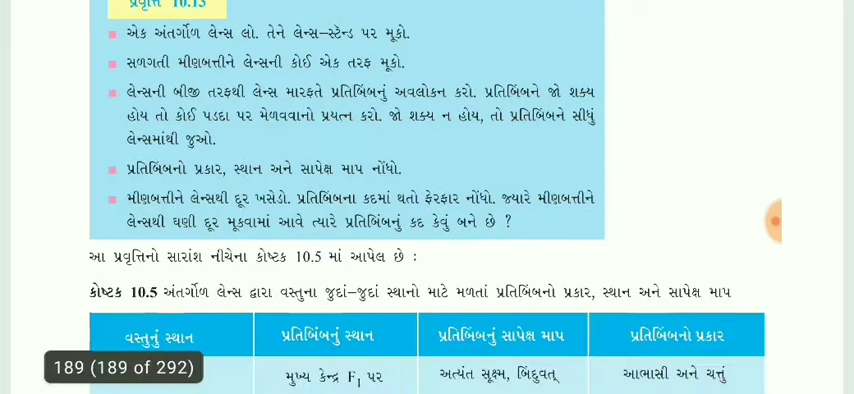 પ્રવૃત્તિ 10.13
એક અંતર્ગોળ લેન્સ લો. તેને લેન્સ–સ્ટૅન્ડ પર મૂકો.
સળગતી મીણબત્તીને લેન્સની કોઈ એક તરફ મૂકો.
લેન્સની બીજી તરફથી લેન્સ મારફતે પ્રતિબિંબનું અવલોકન કરો. પ્રતિબિંબને જો શક્ય
હોય તો કોઈ પડદા પર મેળવવાનો પ્રયત્ન કરો. જો શક્ય ન હોય, તો પ્રતિબિંબને સીધું
લેન્સમાંથી જુઓ.
પ્રતિબિંબનો પ્રકાર, સ્થાન અને સાપેક્ષ માપ નોંધો.
મીણબત્તીને લેન્સથી દૂર ખસેડો. પ્રતિબિંબના કદમાં થતો ફેરફાર નોંધો. જ્યારે મીણબત્તીને
લેન્સથી ઘણી દૂર મૂકવામાં આવે ત્યારે પ્રતિબિંબનું કદ કેવું બને છે ?
આ પ્રવૃત્તિનો સારાંશ નીચેના કોષ્ટક 10.5 માં આપેલ છે :
કોષ્ટક 10.5 અંતર્ગોળ લેન્સ દ્વારા વસ્તુના જુદાં–જુદાં સ્થાનો માટે મળતાં પ્રતિબિંબનો પ્રકાર, સ્થાન અને સાપેક્ષ માપ
વસ્તુનું સ્થાન પ્રતિબિંબનું સ્થાન પ્રતિબિંબનું સાપેક્ષ માપ પ્રતિબિંબનો પ્રકાર
189 (189 of 292) મુખ્ય કેન્દ્ર F₁ પર અત્યંત સૂક્ષ્મ, બિંદુવત્ આભાસી અને ચત્તું